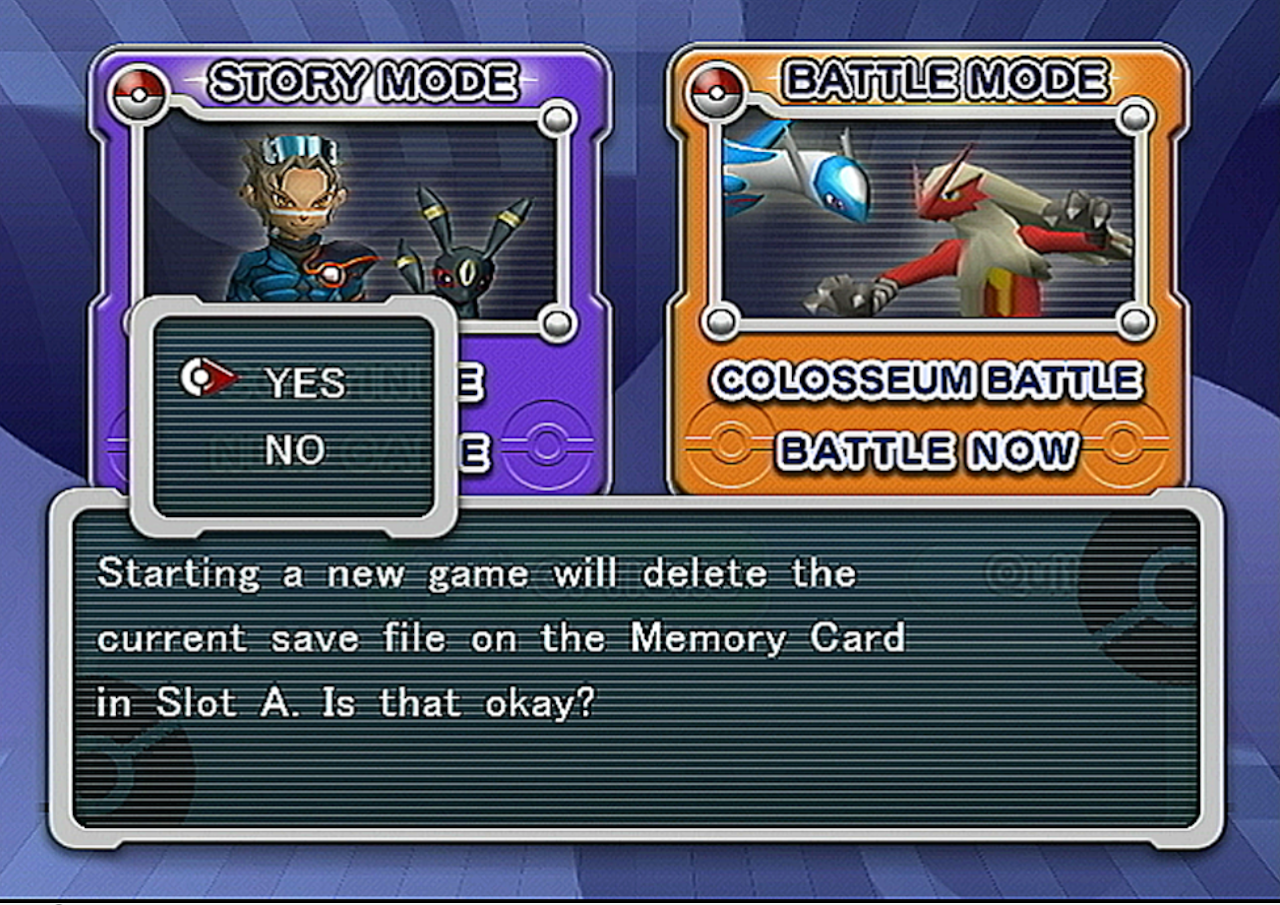 STORY MODE
BATTLE MODE
YES
NO
COLOSSEUM BATTLE
BATTLE NOW
Starting a new game will delete the
current save file on the Memory Card
in Slot A. Is that okay?